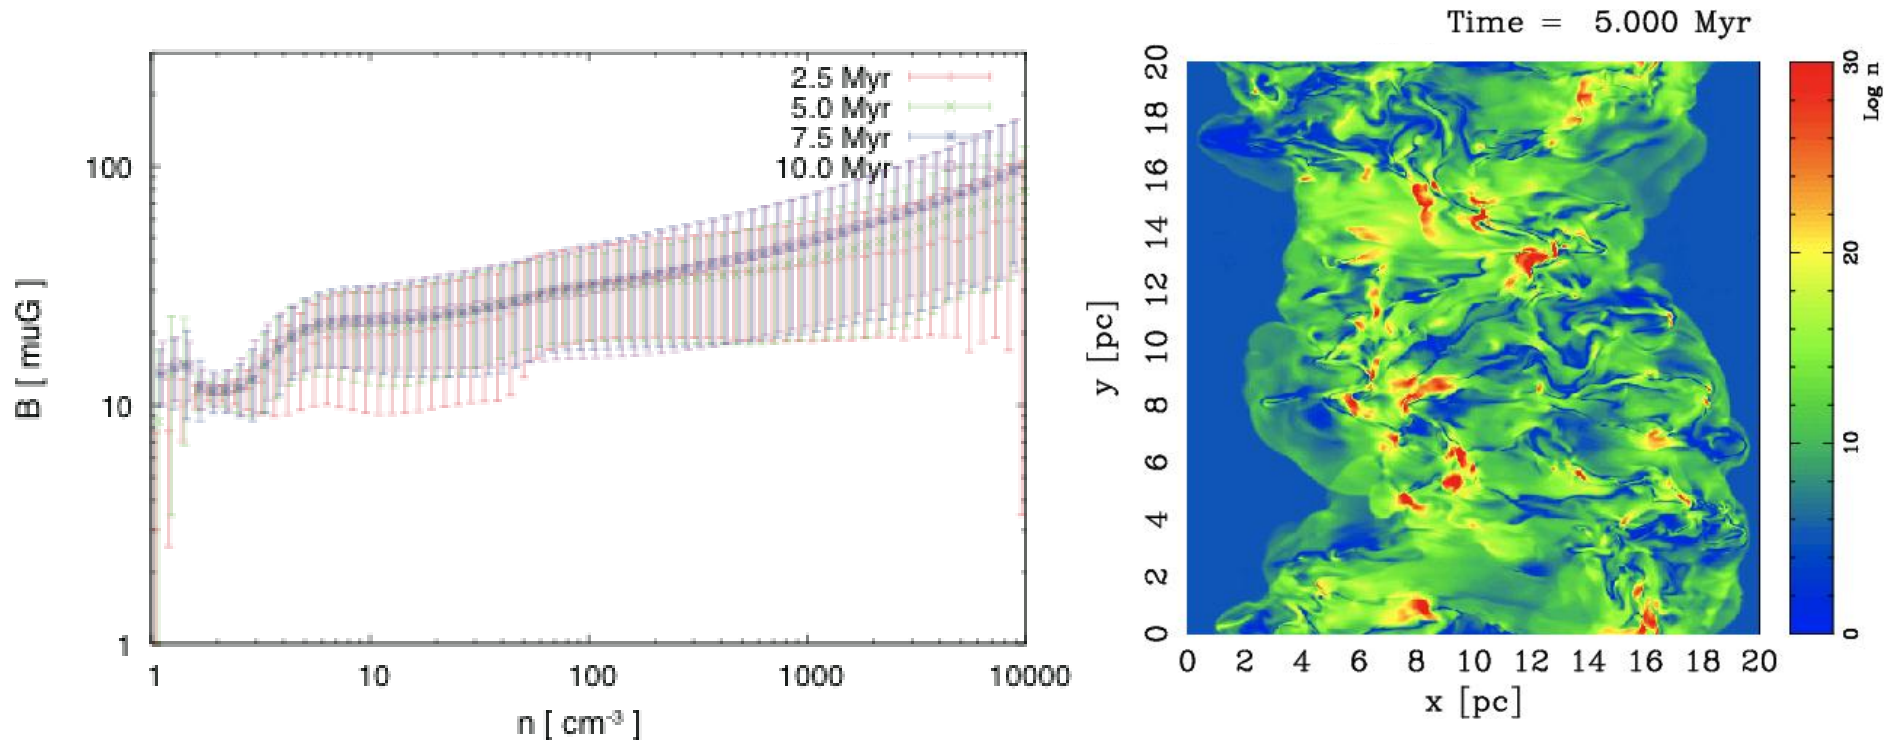 2.5 Myr
5.0 Myr
7.5 Myr
10.0 Myr
100
10
1
B [ muG ]
1 10 100 1000 10000
n [ cm⁻³ ]
Time = 5.000 Myr
20
18
16
14
12
10
8
6
4
2
0
y [pc]
0 2 4 6 8 10 12 14 16 18 20
x [pc]
30
20
10
0
Log n